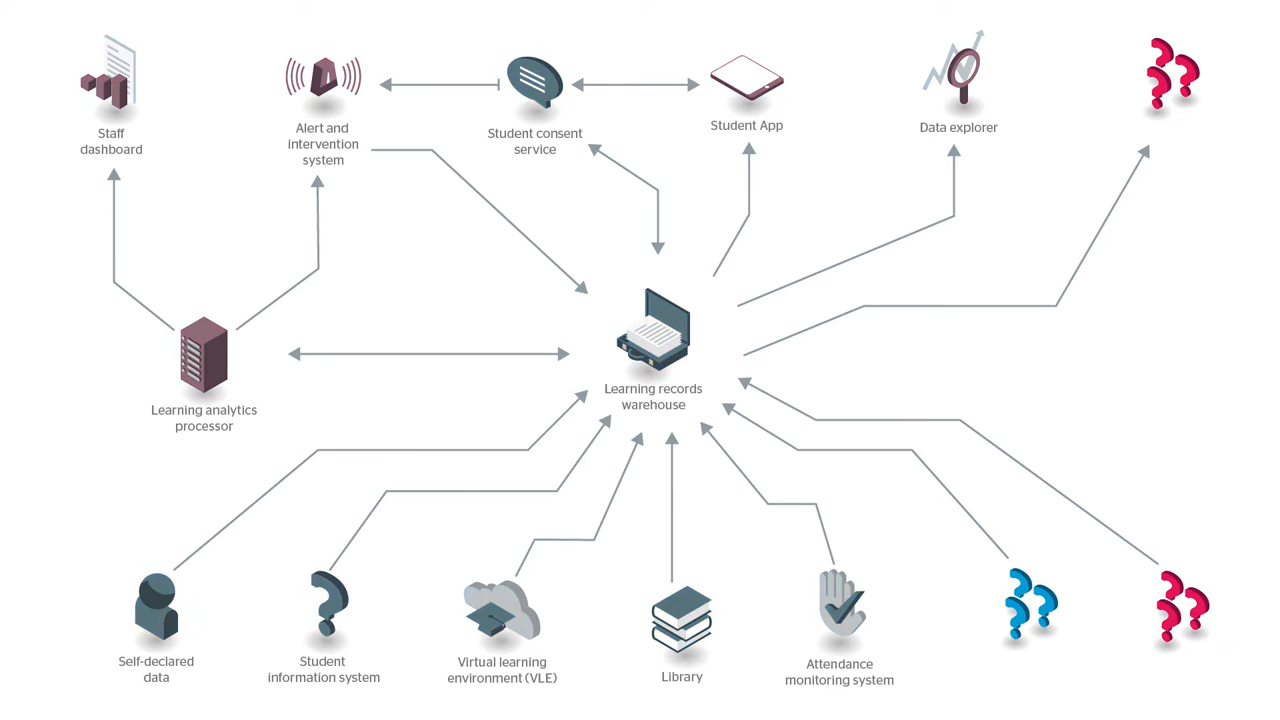 Staff
dashboard
Alert and
intervention
system
Student consent
service
Student App
Data explorer
Learning records
warehouse
Learning analytics
processor
Self-declared
data
Student
information system
Virtual learning
environment (VLE)
Library
Attendance
monitoring system